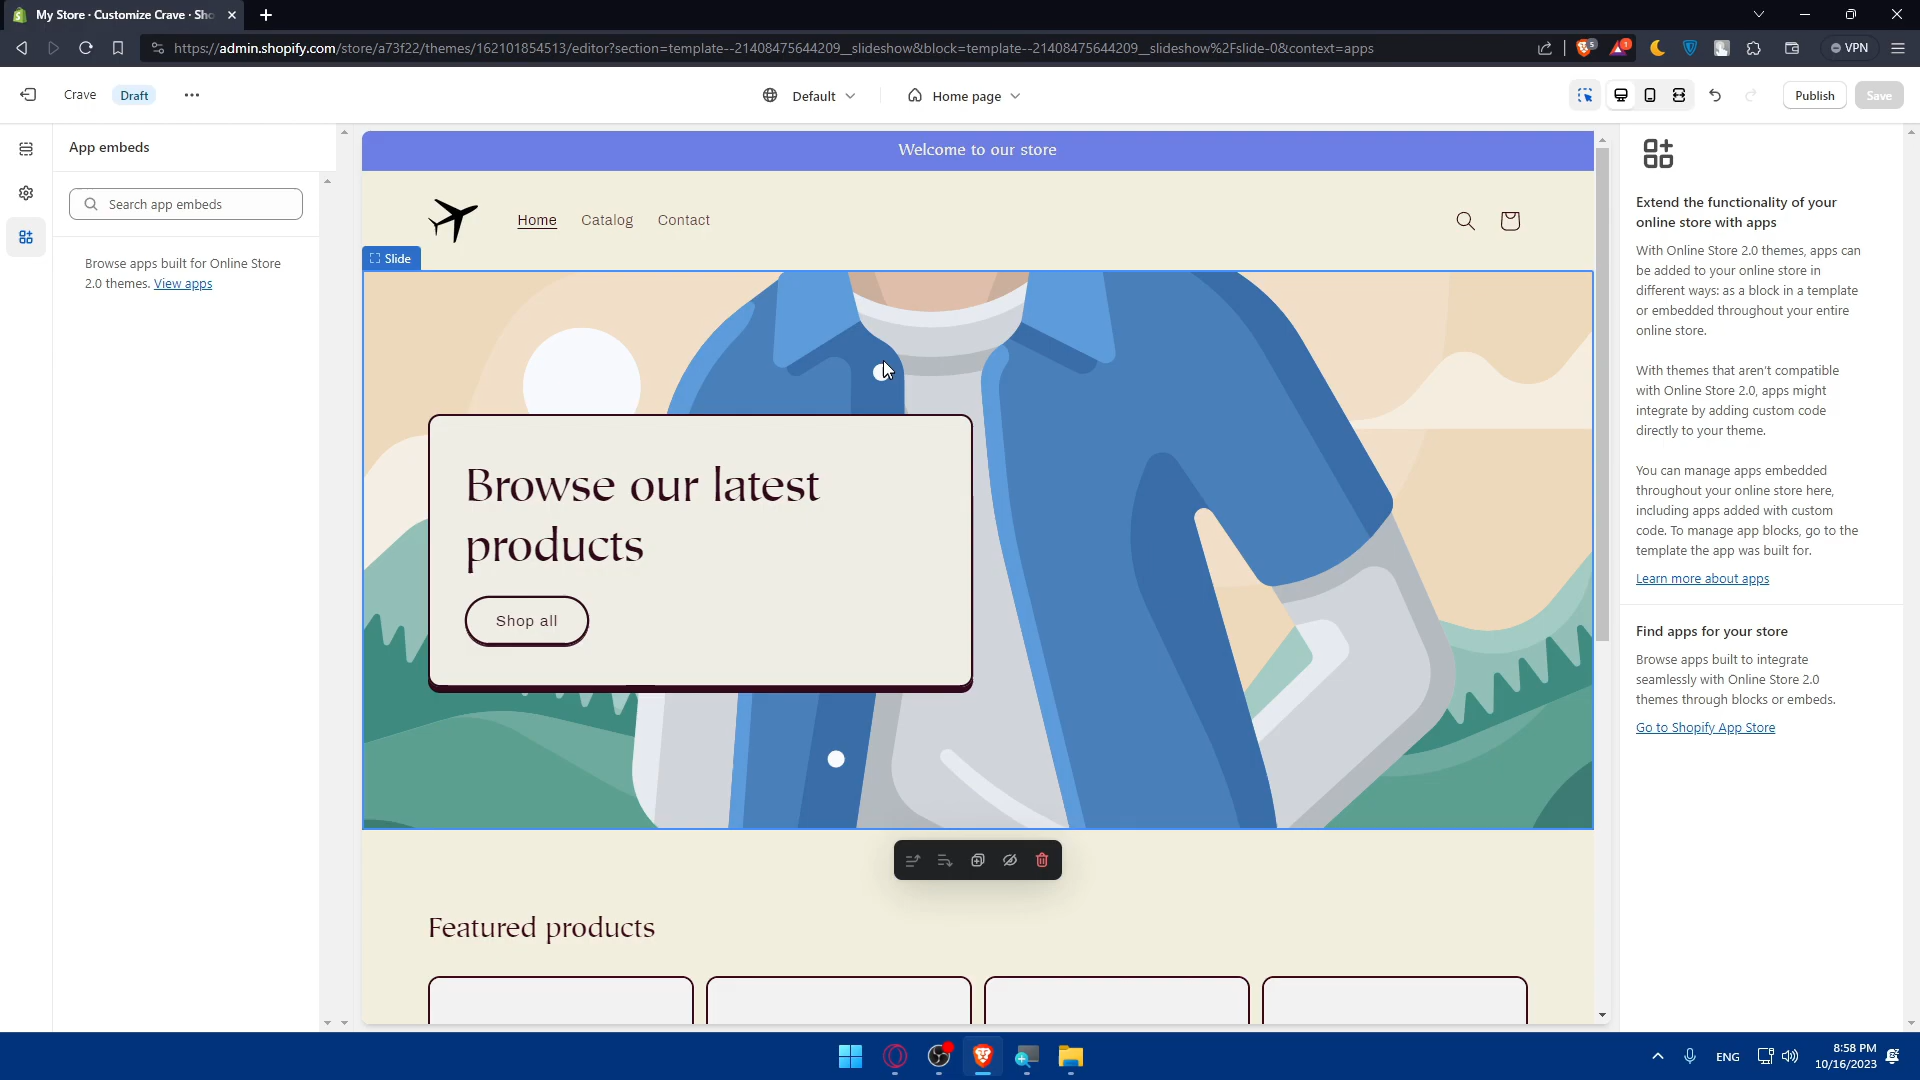 My Store · Customize Crave · Sho
https://admin.shopify.com/store/a73f22/themes/162101854513/editor?section=template--21408475644209__slideshow&block=template--21408475644209__slideshow%2Fslide-0&context=apps
5
1
VPN
Crave
Draft
Default
Home page
Publish
Save
App embeds
Search app embeds
Browse apps built for Online Store
2.0 themes. View apps
Welcome to our store
Home
Catalog
Contact
Slide
Browse our latest
products
Shop all
Featured products
Extend the functionality of your
online store with apps
With Online Store 2.0 themes, apps can
be added to your online store in
different ways: as a block in a template
or embedded throughout your entire
online store.
With themes that aren't compatible
with Online Store 2.0, apps might
integrate by adding custom code
directly to your theme.
You can manage apps embedded
throughout your online store here,
including apps added with custom
code. To manage app blocks, go to the
template the app was built for.
Learn more about apps
Find apps for your store
Browse apps built to integrate
seamlessly with Online Store 2.0
themes through blocks or embeds.
Go to Shopify App Store
ENG
8:58 PM
10/16/2023